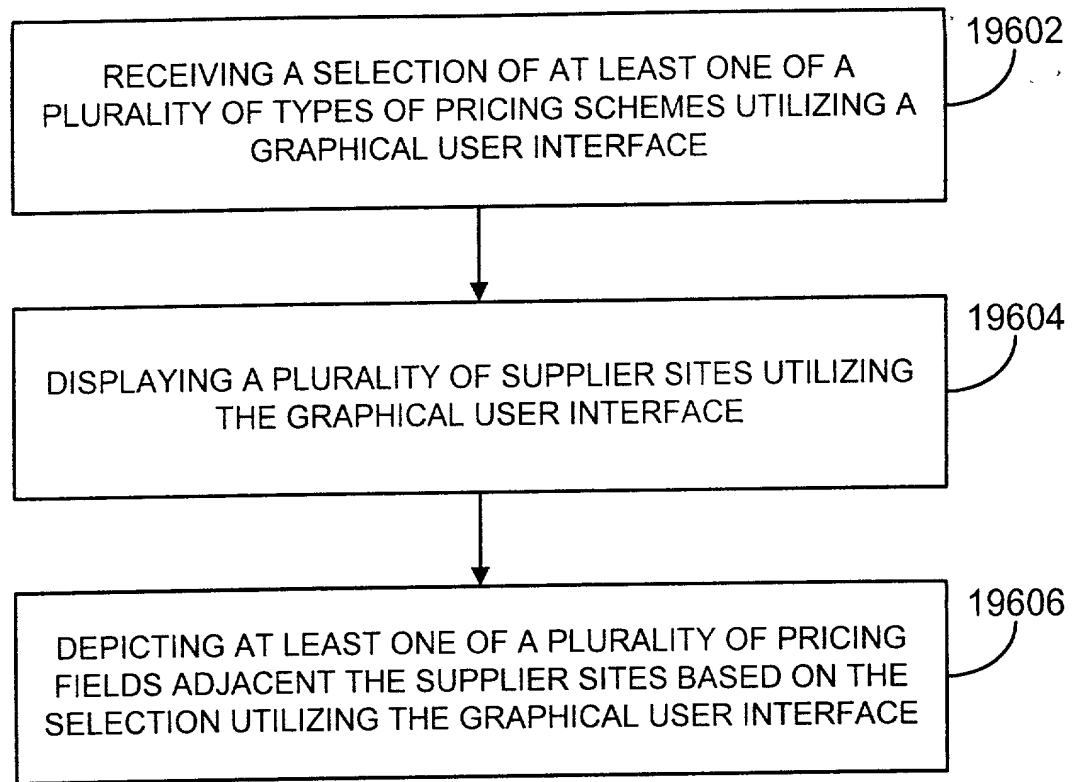 19602
RECEIVING A SELECTION OF AT LEAST ONE OF A
PLURALITY OF TYPES OF PRICING SCHEMES UTILIZING A
GRAPHICAL USER INTERFACE
19604
DISPLAYING A PLURALITY OF SUPPLIER SITES UTILIZING
THE GRAPHICAL USER INTERFACE
19606
DEPICTING AT LEAST ONE OF A PLURALITY OF PRICING
FIELDS ADJACENT THE SUPPLIER SITES BASED ON THE
SELECTION UTILIZING THE GRAPHICAL USER INTERFACE